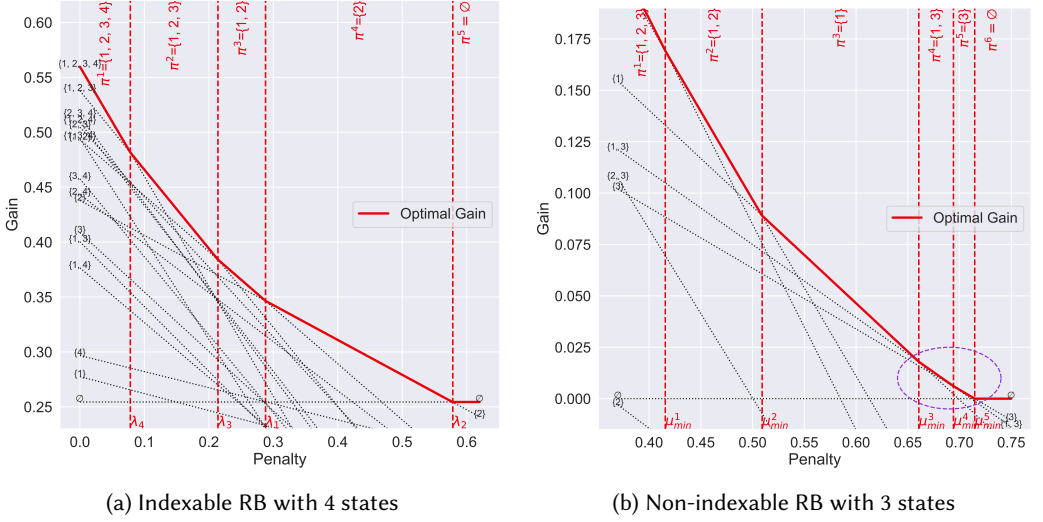 0.60
0.55
0.50
0.45
0.40
0.35
0.30
0.25
Gain
π¹={1, 2, 3, 4}
π²={1, 2, 3}
π³={1, 2}
π⁴={2}
π⁵ = ∅
{1, 2, 3, 4}
{1, 2, 3}
{2, 3, 4}
{2, 3}
{3, 4}
{2, 4}
{2}
{3}
{1, 3}
{1, 4}
{4}
{1}
∅
∅
{2}
Optimal Gain
λ₄
λ₃
λ₁
λ₂
0.0 0.1 0.2 0.3 0.4 0.5 0.6
Penalty
(a) Indexable RB with 4 states
0.175
0.150
0.125
0.100
0.075
0.050
0.025
0.000
Gain
π¹={1, 2, 3}
π²={1, 2}
π³={1}
π⁴={1, 3}
π⁵={3}
π⁶ = ∅
{1}
{1, 3}
{2, 3}
{3}
∅
{2}
∅
{3}
{1, 3}
Optimal Gain
μ¹min
μ²min
μ³min
μ⁴min
μ⁵min
0.40 0.45 0.50 0.55 0.60 0.65 0.70 0.75
Penalty
(b) Non-indexable RB with 3 states